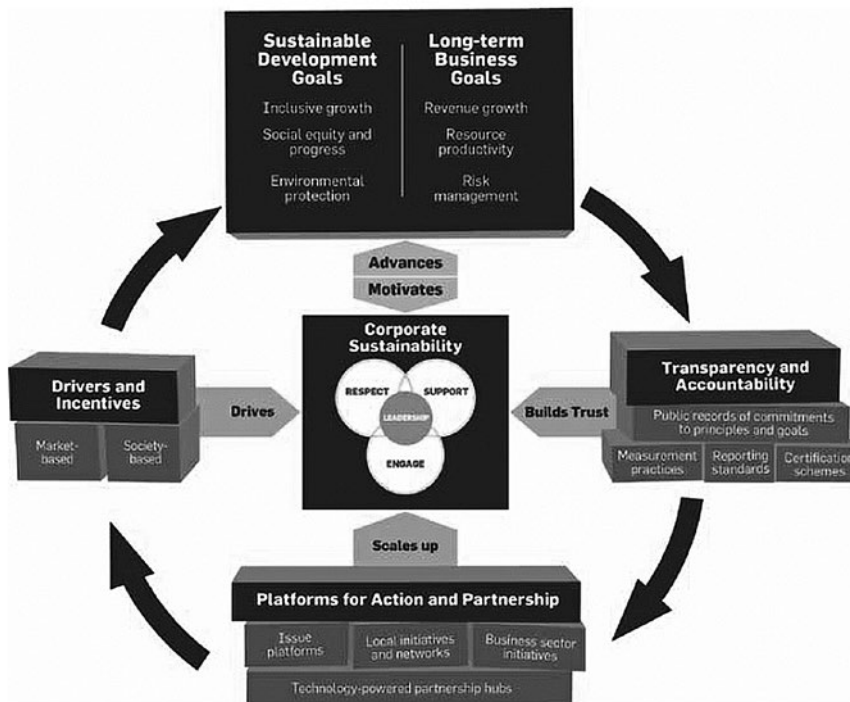 Sustainable
Development
Goals
Inclusive growth
Social equity and
progress
Environmental
protection
Long-term
Business
Goals
Revenue growth
Resource
productivity
Risk
management
Advances
Motivates
Corporate
Sustainability
RESPECT
SUPPORT
LEADERSHIP
ENGAGE
Drivers and
Incentives
Market-
based
Society-
based
Drives
Builds Trust
Transparency and
Accountability
Public records of commitments
to principles and goals
Measurement
practices
Reporting
standards
Certification
schemes
Scales up
Platforms for Action and Partnership
Issue
platforms
Local initiatives
and networks
Business sector
initiatives
Technology-powered partnership hubs